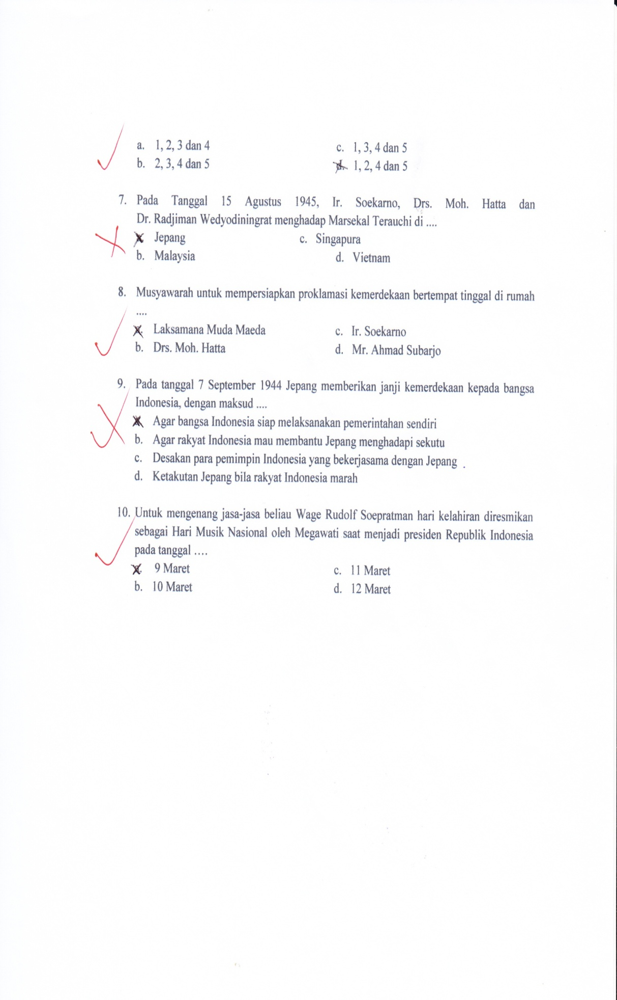 a. 1, 2, 3 dan 4 c. 1, 3, 4 dan 5
b. 2, 3, 4 dan 5 d. 1, 2, 4 dan 5
7. Pada Tanggal 15 Agustus 1945, Ir. Soekarno, Drs. Moh. Hatta dan
Dr. Radjiman Wedyodiningrat menghadap Marsekal Terauchi di ....
a. Jepang c. Singapura
b. Malaysia d. Vietnam
8. Musyawarah untuk mempersiapkan proklamasi kemerdekaan bertempat tinggal di rumah
....
a. Laksamana Muda Maeda c. Ir. Soekarno
b. Drs. Moh. Hatta d. Mr. Ahmad Subarjo
9. Pada tanggal 7 September 1944 Jepang memberikan janji kemerdekaan kepada bangsa
Indonesia, dengan maksud ....
a. Agar bangsa Indonesia siap melaksanakan pemerintahan sendiri
b. Agar rakyat Indonesia mau membantu Jepang menghadapi sekutu
c. Desakan para pemimpin Indonesia yang bekerjasama dengan Jepang .
d. Ketakutan Jepang bila rakyat Indonesia marah
10. Untuk mengenang jasa-jasa beliau Wage Rudolf Soepratman hari kelahiran diresmikan
sebagai Hari Musik Nasional oleh Megawati saat menjadi presiden Republik Indonesia
pada tanggal ....
a. 9 Maret c. 11 Maret
b. 10 Maret d. 12 Maret